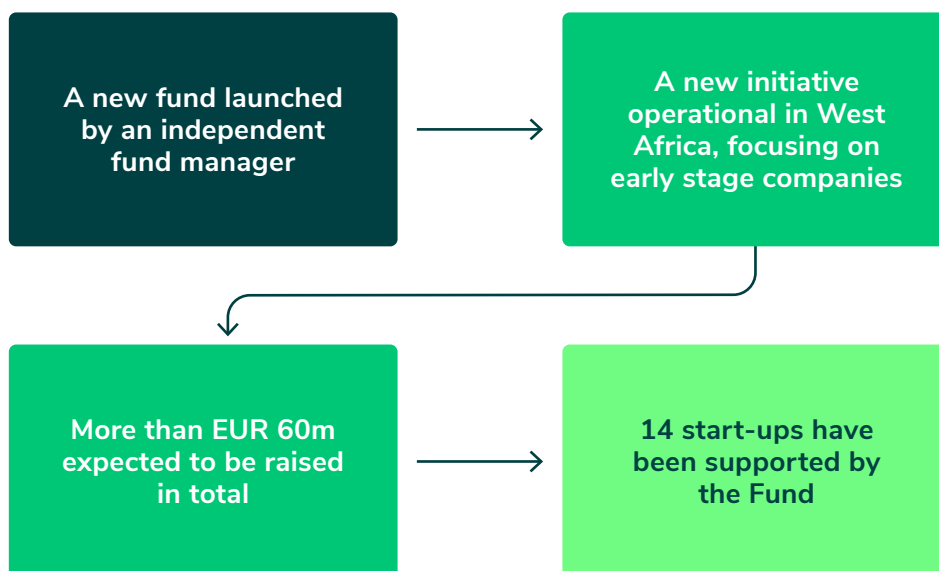 A new fund launched
by an independent
fund manager
A new initiative
operational in West
Africa, focusing on
early stage companies
More than EUR 60m
expected to be raised
in total
14 start-ups have
been supported by
the Fund